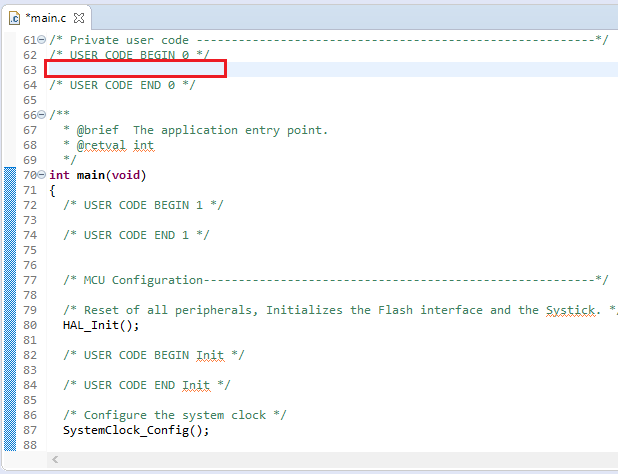 *main.c
61 /* Private user code ---------------------------------------------------------*/
62 /* USER CODE BEGIN 0 */
63
64 /* USER CODE END 0 */
65
66 /**
67   * @brief  The application entry point.
68   * @retval int
69   */
70 int main(void)
71 {
72   /* USER CODE BEGIN 1 */
73
74   /* USER CODE END 1 */
75
76
77   /* MCU Configuration--------------------------------------------------------*/
78
79   /* Reset of all peripherals, Initializes the Flash interface and the Systick. *
80   HAL_Init();
81
82   /* USER CODE BEGIN Init */
83
84   /* USER CODE END Init */
85
86   /* Configure the system clock */
87   SystemClock_Config();
88